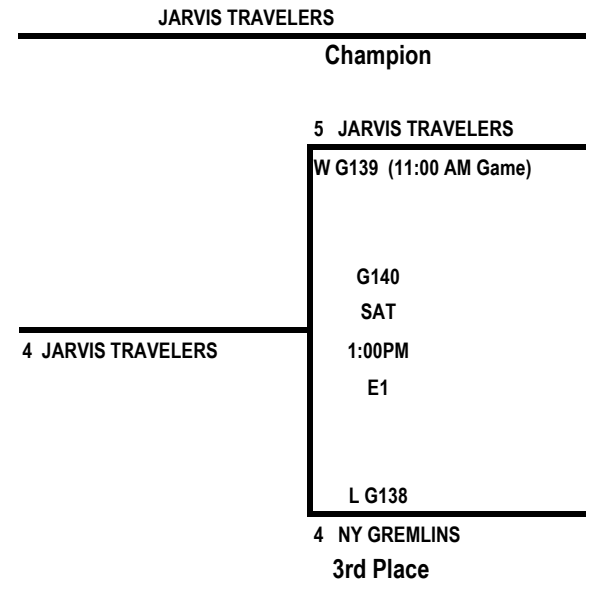 JARVIS TRAVELERS
Champion
5 JARVIS TRAVELERS
W G139 (11:00 AM Game)
G140
SAT
4 JARVIS TRAVELERS
1:00PM
E1
L G138
4 NY GREMLINS
3rd Place